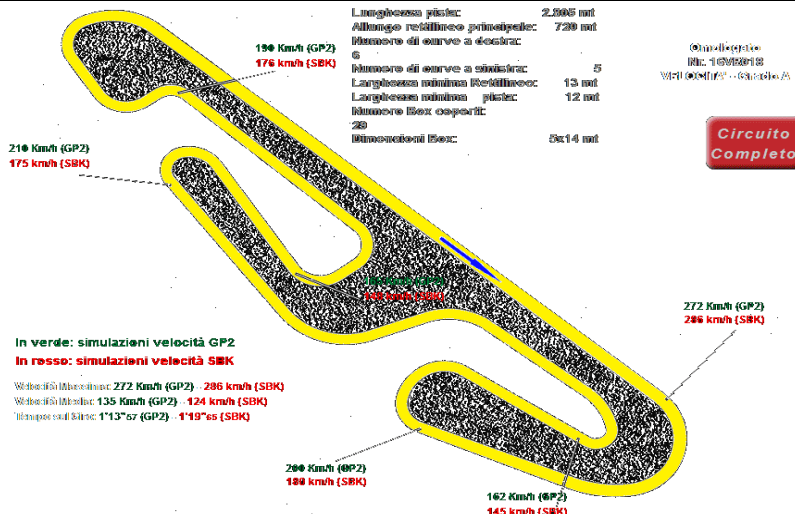 Lunghezza pista: 2.805 mt
Allungo rettilineo principale: 720 mt
Numero di curve a destra:
6
Numero di curve a sinistra: 5
Larghezza minima Rettilineo: 13 mt
Larghezza minima pista: 12 mt
Numero Box coperti:
29
Dimensioni Box: 5x14 mt
Omologato
Circuito
Completo
190 Km/h (GP2)
176 km/h (SBK)
210 Km/h (GP2)
175 km/h (SBK)
272 Km/h (GP2)
286 km/h (SBK)
In verde: simulazioni velocità GP2
In rosso: simulazioni velocità SBK
Velocità Massima: 272 Km/h (GP2) - 286 km/h (SBK)
Velocità Media: 135 Km/h (GP2) - 124 km/h (SBK)
Tempo sul Giro: 1'13"57 (GP2) - 1'19"65 (SBK)
200 Km/h (GP2)
180 km/h (SBK)
162 Km/h (GP2)
145 km/h (SBK)